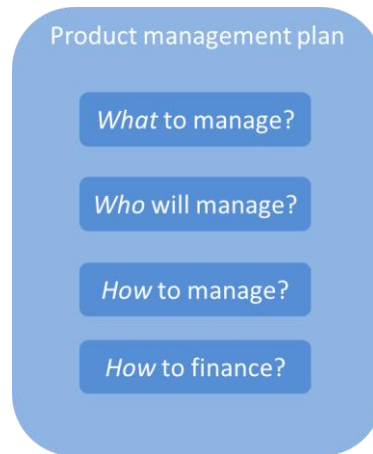 Product management plan
What to manage?
Who will manage?
How to manage?
How to finance?